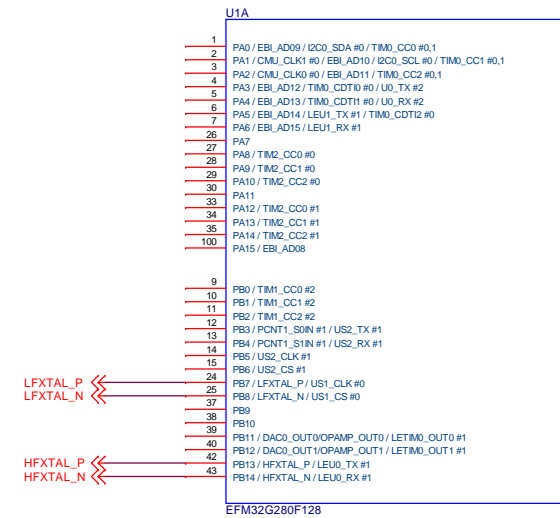 U1A
1 PA0 / EBI_AD09 / I2C0_SDA #0 / TIM0_CC0 #0,1
2 PA1 / CMU_CLK1 #0 / EBI_AD10 / I2C0_SCL #0 / TIM0_CC1 #0,1
3 PA2 / CMU_CLK0 #0 / EBI_AD11 / TIM0_CC2 #0,1
4 PA3 / EBI_AD12 / TIM0_CDTI0 #0 / U0_TX #2
5 PA4 / EBI_AD13 / TIM0_CDTI1 #0 / U0_RX #2
6 PA5 / EBI_AD14 / LEU1_TX #1 / TIM0_CDTI2 #0
7 PA6 / EBI_AD15 / LEU1_RX #1
26 PA7
27 PA8 / TIM2_CC0 #0
28 PA9 / TIM2_CC1 #0
29 PA10 / TIM2_CC2 #0
30 PA11
33 PA12 / TIM2_CC0 #1
34 PA13 / TIM2_CC1 #1
35 PA14 / TIM2_CC2 #1
100 PA15 / EBI_AD08
9 PB0 / TIM1_CC0 #2
10 PB1 / TIM1_CC1 #2
11 PB2 / TIM1_CC2 #2
12 PB3 / PCNT1_S0IN #1 / US2_TX #1
13 PB4 / PCNT1_S1IN #1 / US2_RX #1
14 PB5 / US2_CLK #1
15 PB6 / US2_CS #1
LFXTAL_P 24 PB7 / LFXTAL_P / US1_CLK #0
LFXTAL_N 25 PB8 / LFXTAL_N / US1_CS #0
37 PB9
38 PB10
39 PB11 / DAC0_OUT0/OPAMP_OUT0 / LETIM0_OUT0 #1
40 PB12 / DAC0_OUT1/OPAMP_OUT1 / LETIM0_OUT1 #1
HFXTAL_P 42 PB13 / HFXTAL_P / LEU0_TX #1
HFXTAL_N 43 PB14 / HFXTAL_N / LEU0_RX #1
EFM32G280F128